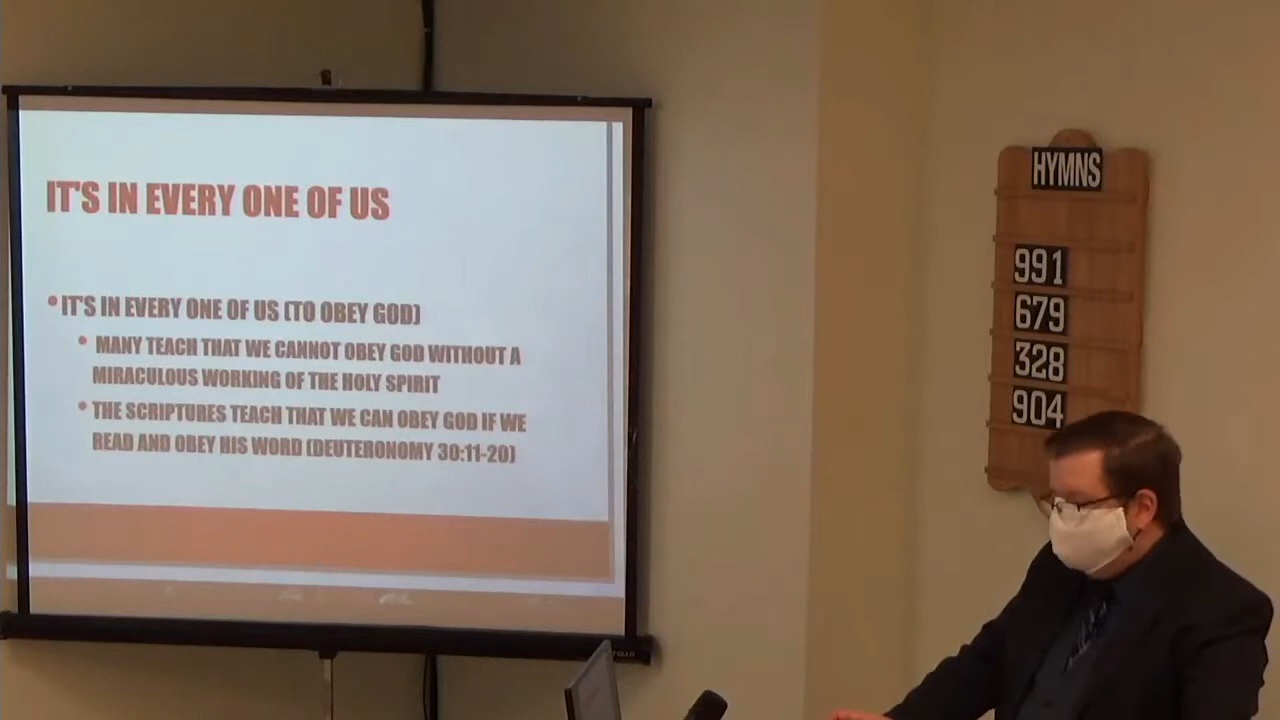 IT'S IN EVERY ONE OF US
IT'S IN EVERY ONE OF US (TO OBEY GOD)
MANY TEACH THAT WE CANNOT OBEY GOD WITHOUT A
MIRACULOUS WORKING OF THE HOLY SPIRIT
THE SCRIPTURES TEACH THAT WE CAN OBEY GOD IF WE
READ AND OBEY HIS WORD (DEUTERONOMY 30:11-20)
HYMNS
991
679
328
904